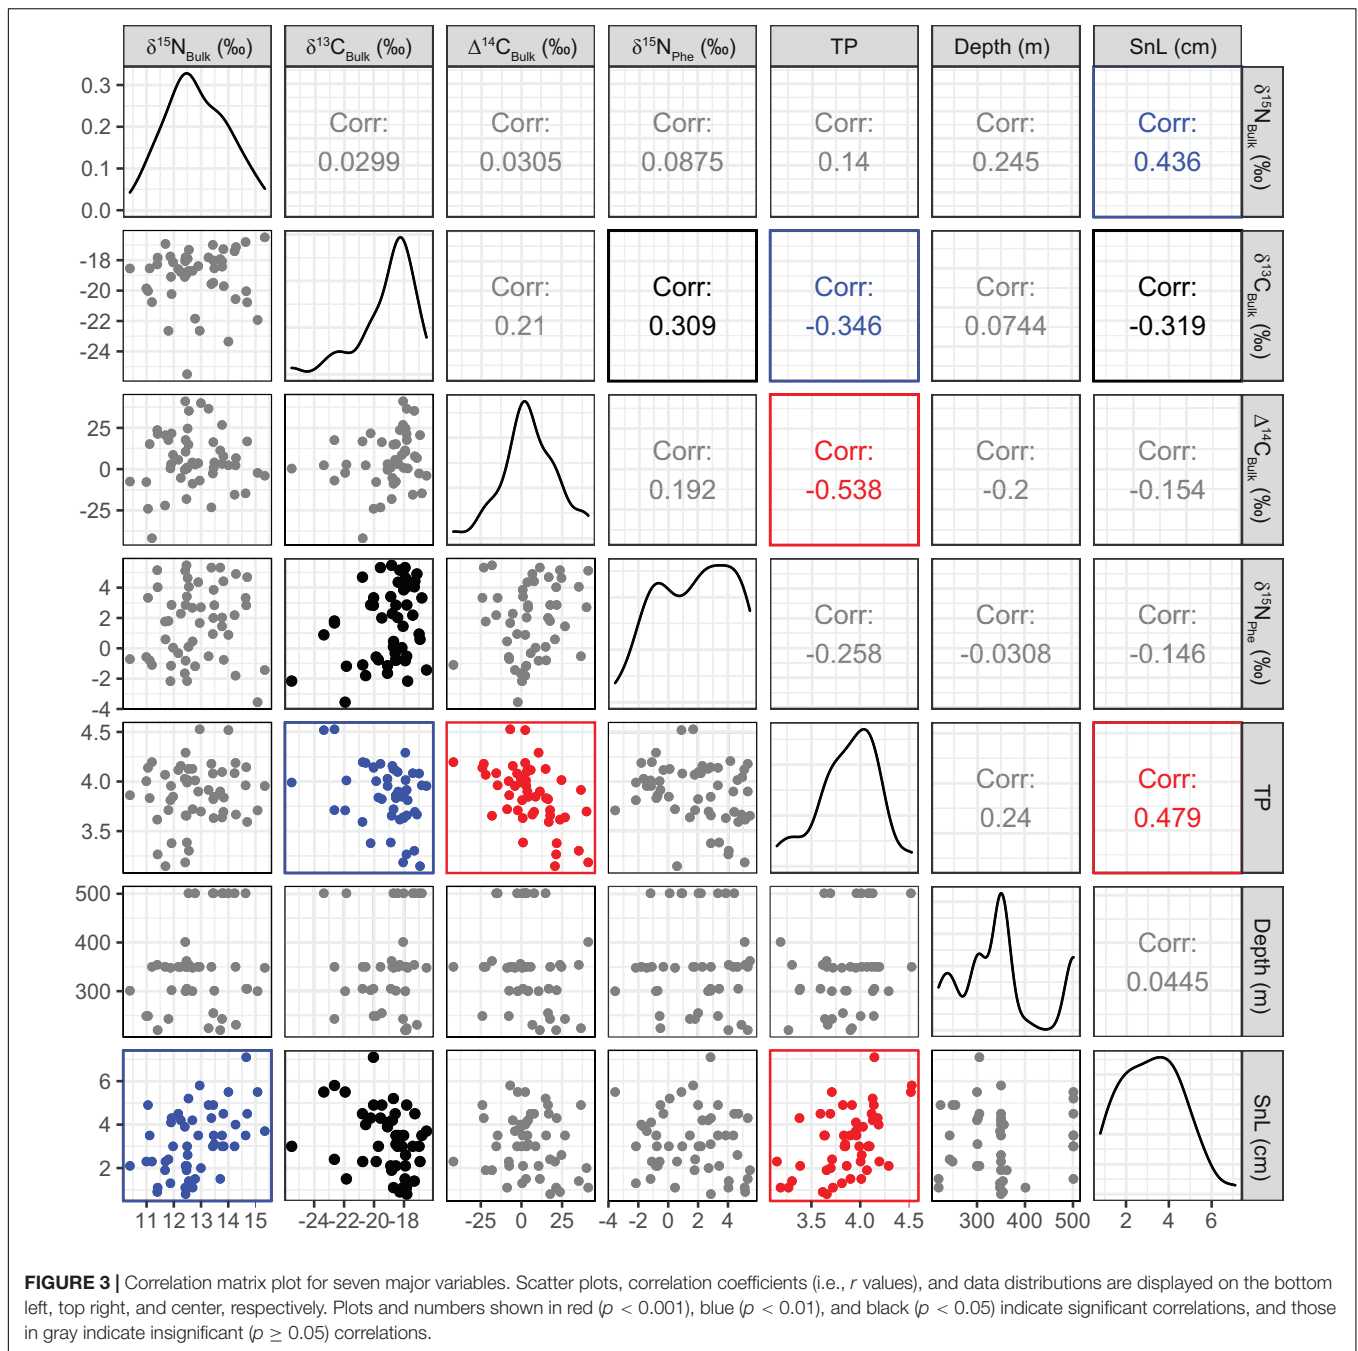 δ15NBulk (‰) δ13CBulk (‰) Δ14CBulk (‰) δ15NPhe (‰) TP Depth (m) SnL (cm)
0.3
0.2
0.1
0.0
Corr: 0.0299
Corr: 0.0305
Corr: 0.0875
Corr: 0.14
Corr: 0.245
Corr: 0.436
δ15NBulk (‰)
-18
-20
-22
-24
Corr: 0.21
Corr: 0.309
Corr: -0.346
Corr: 0.0744
Corr: -0.319
δ13CBulk (‰)
25
0
-25
Corr: 0.192
Corr: -0.538
Corr: -0.2
Corr: -0.154
Δ14CBulk (‰)
4
2
0
-2
-4
Corr: -0.258
Corr: -0.0308
Corr: -0.146
δ15NPhe (‰)
4.5
4.0
3.5
Corr: 0.24
Corr: 0.479
TP
500
400
300
Corr: 0.0445
Depth (m)
6
4
2
SnL (cm)
11 12 13 14 15
-24 -22 -20 -18
-25 0 25
-4 -2 0 2 4
3.5 4.0 4.5
300 400 500
2 4 6
FIGURE 3 | Correlation matrix plot for seven major variables. Scatter plots, correlation coefficients (i.e., r values), and data distributions are displayed on the bottom
left, top right, and center, respectively. Plots and numbers shown in red (p < 0.001), blue (p < 0.01), and black (p < 0.05) indicate significant correlations, and those
in gray indicate insignificant (p ≥ 0.05) correlations.